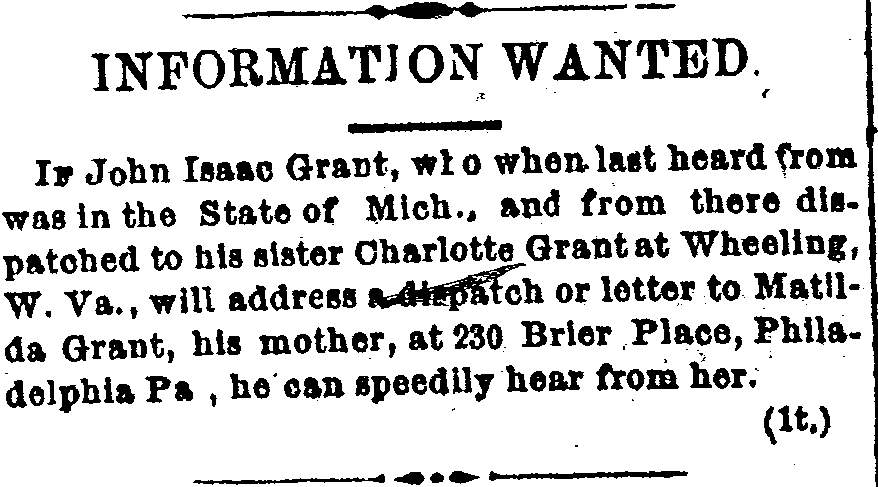 INFORMATION WANTED.
IF John Isaac Grant, who when last heard from
was in the State of Mich., and from there dis-
patched to his sister Charlotte Grant at Wheeling,
W. Va., will address a dispatch or letter to Matil-
da Grant, his mother, at 230 Brier Place, Phila-
delphia Pa , he can speedily hear from her.
(1t.)